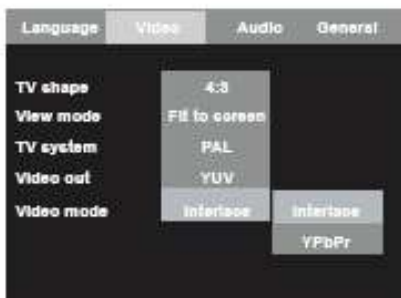 Language Video Audio General
TV shape 4:3
View mode Fit to screen
TV system PAL
Video out YUV
Video mode Interlace Interlace
YPbPr